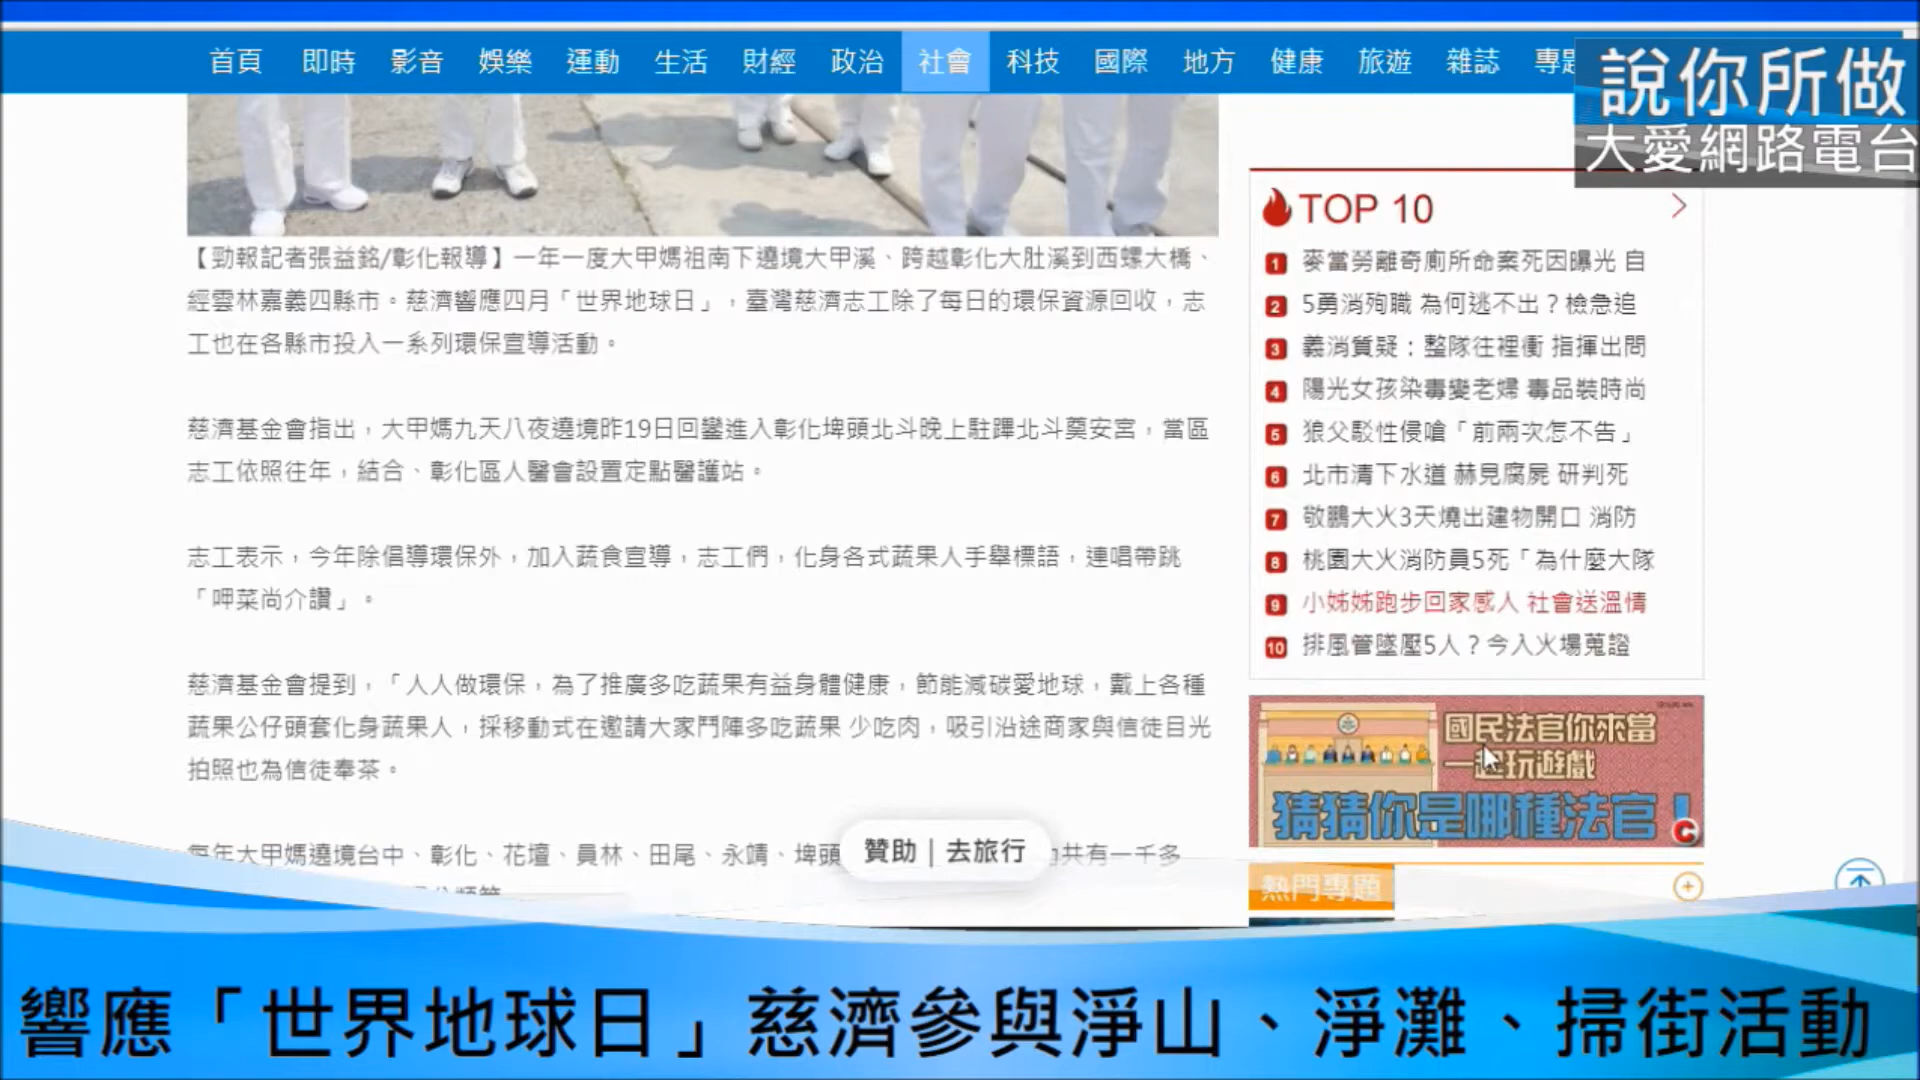 首頁 即時 影音 娛樂 運動 生活 財經 政治 社會 科技 國際 地方 健康 旅遊 雜誌
說你所做
大愛網路電台
【勁報記者張益銘/彰化報導】一年一度大甲媽祖南下遶境大甲溪、跨越彰化大肚溪到西螺大橋、
經雲林嘉義四縣市。慈濟響應四月「世界地球日」，臺灣慈濟志工除了每日的環保資源回收，志
工也在各縣市投入一系列環保宣導活動。
慈濟基金會指出，大甲媽九天八夜遶境昨19日回鑾進入彰化埤頭北斗晚上駐蹕北斗奠安宮，當區
志工依照往年，結合、彰化區人醫會設置定點醫護站。
志工表示，今年除倡導環保外，加入蔬食宣導，志工們，化身各式蔬果人手舉標語，連唱帶跳
「呷菜尚介讚」。
慈濟基金會提到，「人人做環保，為了推廣多吃蔬果有益身體健康，節能減碳愛地球，戴上各種
蔬果公仔頭套化身蔬果人，採移動式在邀請大家鬥陣多吃蔬果 少吃肉，吸引沿途商家與信徒目光
拍照也為信徒奉茶。
每年大甲媽遶境台中、彰化、花壇、員林、田尾、永靖、埤頭
共有一千多
贊助｜去旅行
TOP 10
1 麥當勞離奇廁所命案死因曝光 自
2 5勇消殉職 為何逃不出？檢急追
3 義消質疑：整隊往裡衝 指揮出問
4 陽光女孩染毒變老婦 毒品裝時尚
5 狼父駁性侵嗆「前兩次怎不告」
6 北市清下水道 赫見腐屍 研判死
7 敬鵬大火3天燒出建物開口 消防
8 桃園大火消防員5死「為什麼大隊
9 小姊姊跑步回家感人 社會送溫情
10 排風管墜壓5人？今入火場蒐證
國民法官你來當
一起玩遊戲
猜猜你是哪種法官！
熱門專題
響應「世界地球日」慈濟參與淨山、淨灘、掃街活動